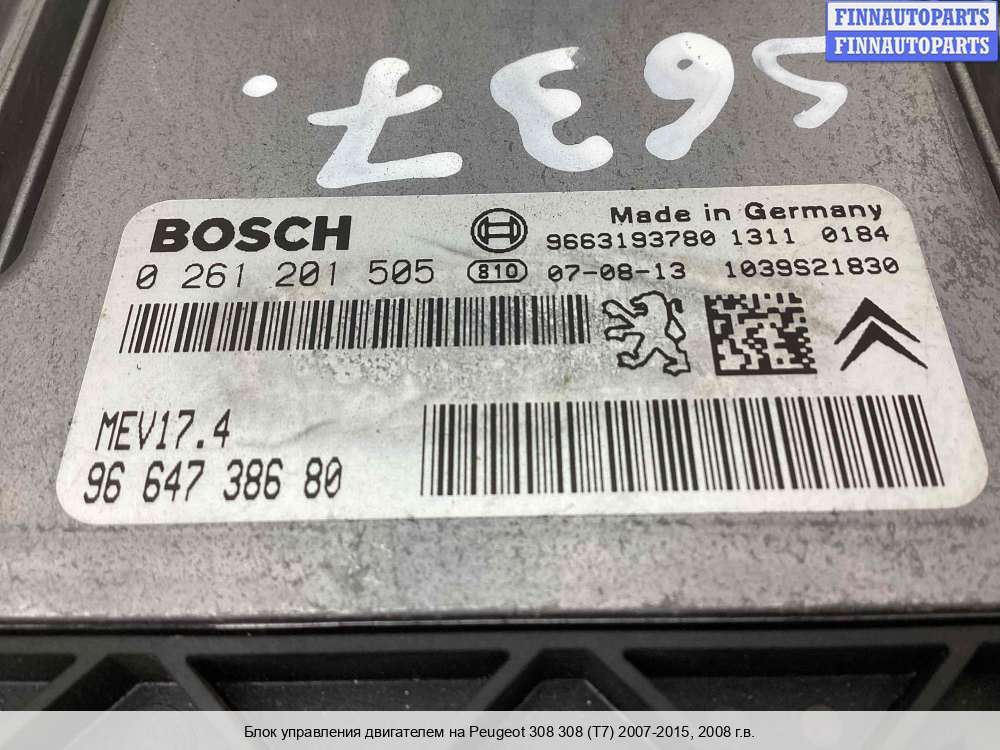 FINNAUTOPARTS
FINNAUTOPARTS
5637.
BOSCH
Made in Germany
9663193780 1311 0184
0 261 201 505 810 07-08-13 1039S21830
MEV17.4
96 647 386 80
Блок управления двигателем на Peugeot 308 308 (T7) 2007-2015, 2008 г.в.